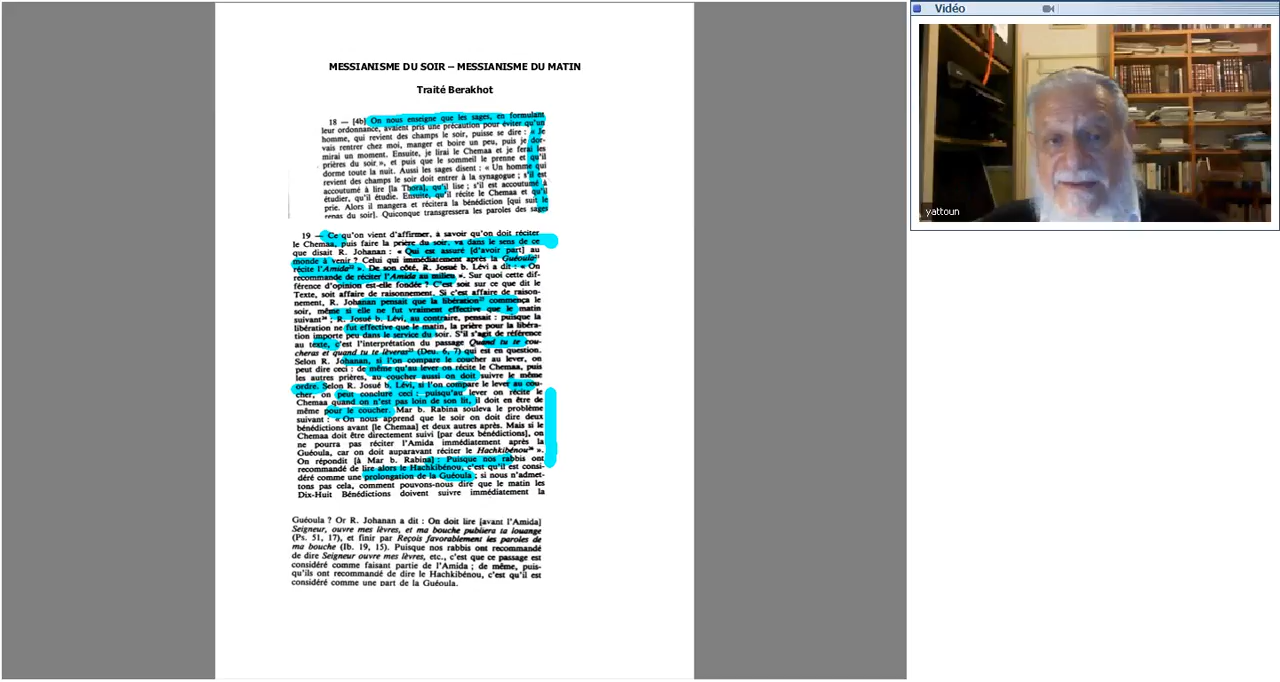 Vidéo
yattoun
MESSIANISME DU SOIR – MESSIANISME DU MATIN
Traité Berakhot
18 — [4b] On nous enseigne que les sages, en formulant
leur ordonnance, avaient pris une précaution pour éviter qu'un
homme, qui revient des champs le soir, puisse se dire : « Je
vais rentrer chez moi, manger et boire un peu, puis je dor-
mirai un moment. Ensuite, je lirai le Chemaa et je ferai les
prières du soir », et puis que le sommeil le prenne et qu'il
dorme toute la nuit. Aussi les sages disent : « Un homme qui
revient des champs le soir doit entrer à la synagogue ; s'il est
accoutumé à lire [la Thora], qu'il lise ; s'il est accoutumé à
étudier, qu'il étudie. Ensuite, qu'il récite le Chemaa et qu'il
prie. Alors il mangera et récitera la bénédiction [qui suit le
repas du soir]. Quiconque transgressera les paroles des sages
19 — Ce qu'on vient d'affirmer, à savoir qu'on doit réciter
le Chemaa, puis faire la prière du soir, va dans le sens de ce
que disait R. Johanan : « Qui est assuré [d'avoir part] au
monde à venir ? Celui qui immédiatement après la Guéoula
récite l'Amida ». De son côté, R. Josué b. Lévi a dit : « On
recommande de réciter l'Amida au milieu ». Sur quoi cette dif-
férence d'opinion est-elle fondée ? C'est soit sur ce que dit le
Texte, soit affaire de raisonnement. Si c'est affaire de raison-
nement, R. Johanan pensait que la libération commença le
soir, même si elle ne fut vraiment effective que le matin
suivant ; R. Josué b. Lévi, au contraire, pensait : puisque la
libération ne fut effective que le matin, la prière pour la libéra-
tion importe peu dans le service du soir. S'il s'agit de référence
au texte, c'est l'interprétation du passage Quand tu te cou-
cheras et quand tu te lèveras (Deu. 6, 7) qui est en question.
Selon R. Johanan, si l'on compare le coucher au lever, on
peut dire ceci : de même qu'au lever on récite le Chemaa, puis
les autres prières, au coucher aussi on doit suivre le même
ordre. Selon R. Josué b. Lévi, si l'on compare le lever au cou-
cher, on peut conclure ceci : puisqu'au lever on récite le
Chemaa quand on n'est pas loin de son lit, il doit en être de
même pour le coucher. Mar b. Rabina souleva le problème
suivant : « On nous apprend que le soir on doit dire deux
bénédictions avant [le Chemaa] et deux autres après. Mais si le
Chemaa doit être directement suivi [par deux bénédictions], on
ne pourra pas réciter l'Amida immédiatement après la
Guéoula, car on doit auparavant réciter le Hachkibénou ».
On répondit [à Mar b. Rabina] : Puisque nos rabbis ont
recommandé de lire alors le Hachkibénou, c'est qu'il est consi-
déré comme une prolongation de la Guéoula ; si nous n'admet-
tons pas cela, comment pouvons-nous dire que le matin les
Dix-Huit Bénédictions doivent suivre immédiatement la
Guéoula ? Or R. Johanan a dit : On doit lire [avant l'Amida]
Seigneur, ouvre mes lèvres, et ma bouche publiera ta louange
(Ps. 51, 17), et finir par Reçois favorablement les paroles de
ma bouche (Ib. 19, 15). Puisque nos rabbis ont recommandé
de dire Seigneur ouvre mes lèvres, etc., c'est que ce passage est
considéré comme faisant partie de l'Amida ; de même, puis-
qu'ils ont recommandé de dire le Hachkibénou, c'est qu'il est
considéré comme une part de la Guéoula.